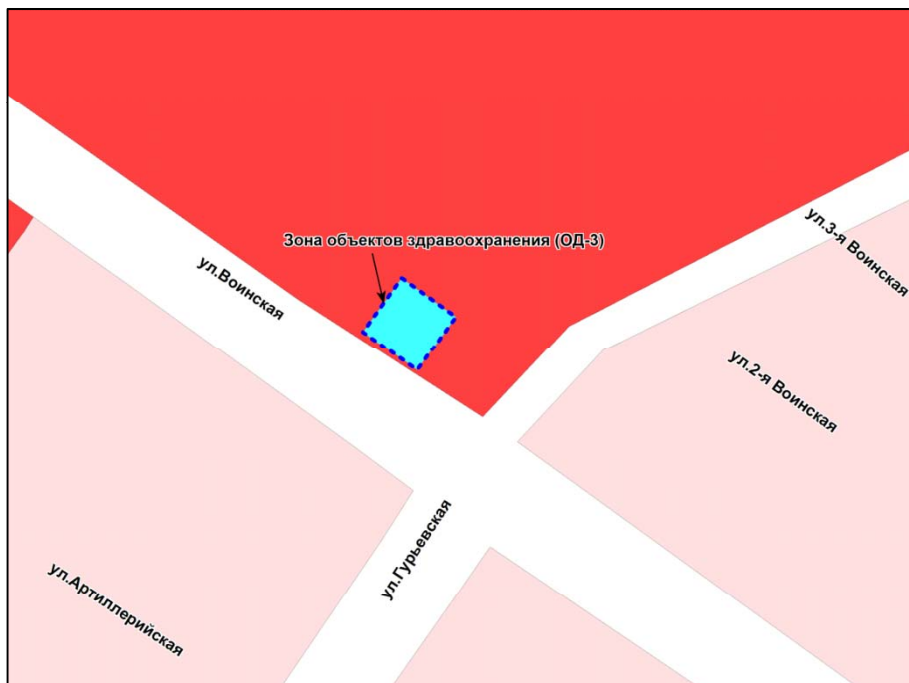 ул.3-я Воинская
Зона объектов здравоохранения (ОД-3)
ул.Воинская
ул.2-я Воинская
ул.Гурьевская
ул.Артиллерийская